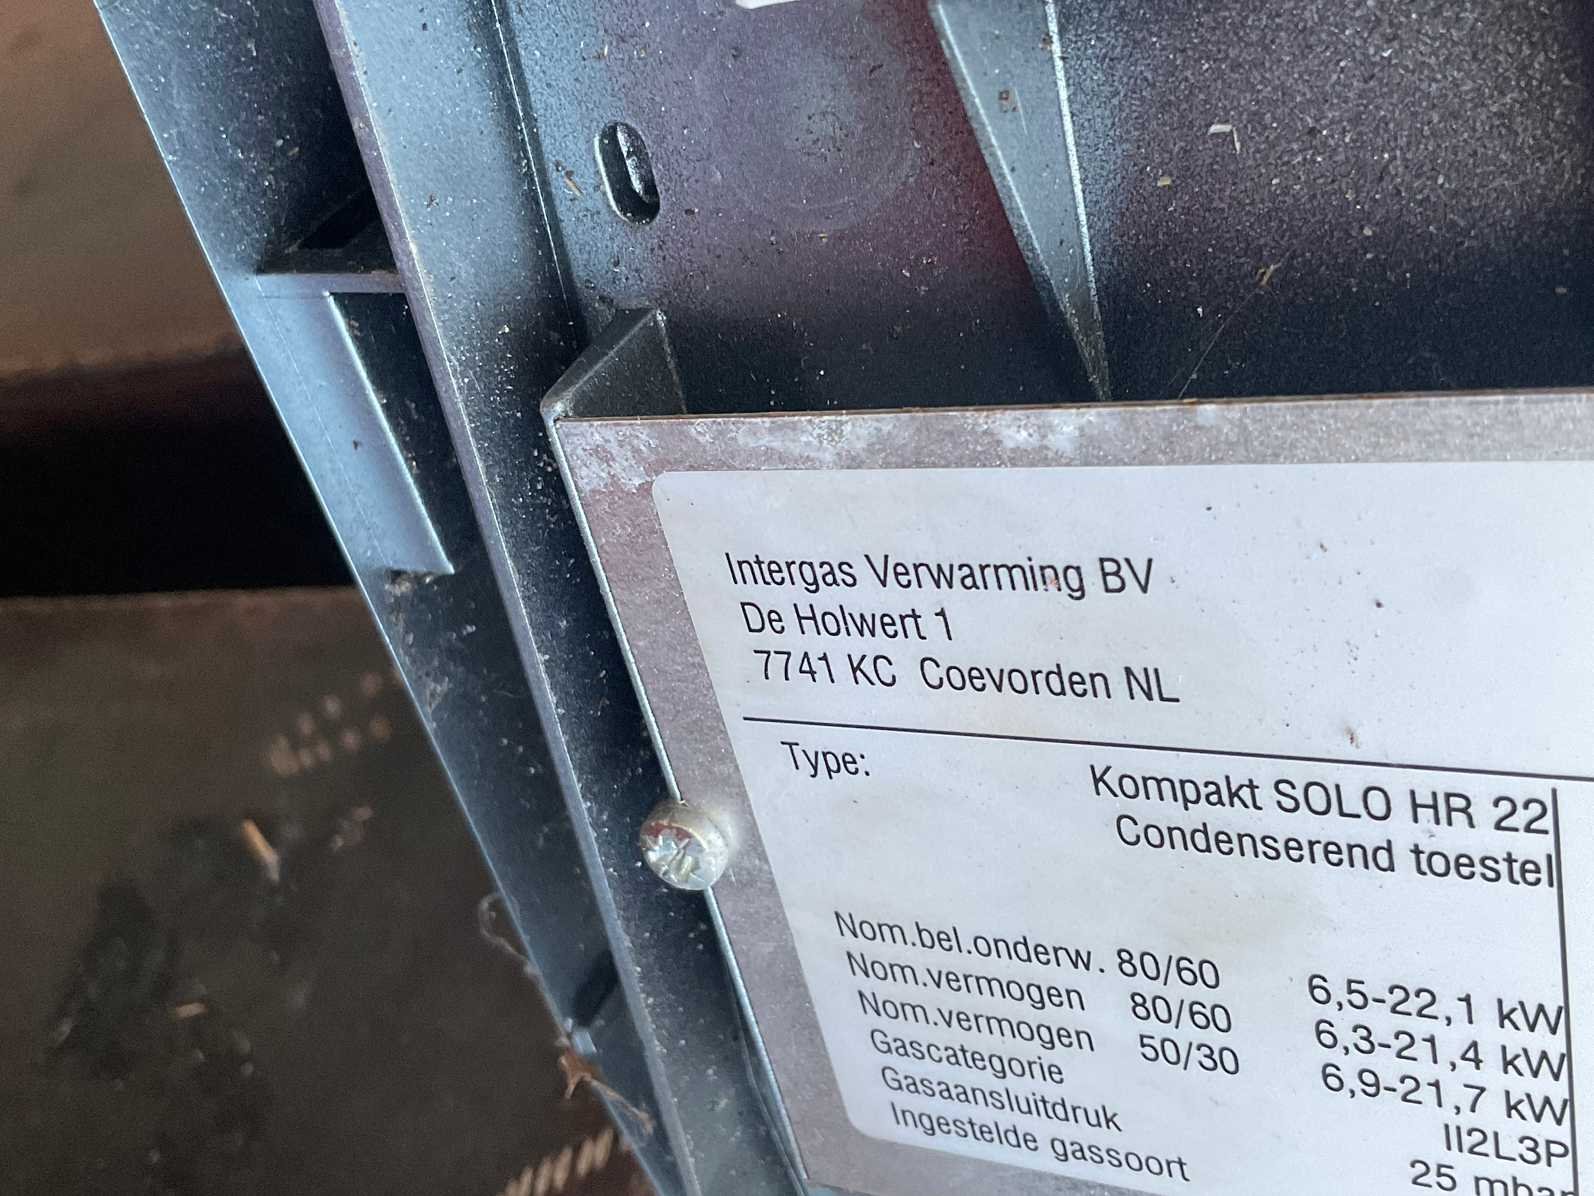 Intergas Verwarming BV
De Holwert 1
7741 KC Coevorden NL
Type: Kompakt SOLO HR 22
Condenserend toestel
Nom.bel.onderw. 80/60 6,5-22,1 kW
Nom.vermogen 80/60 6,3-21,4 kW
Nom.vermogen 50/30 6,9-21,7 kW
Gascategorie II2L3P
Gasaansluitdruk 25 mbar
Ingestelde gassoort